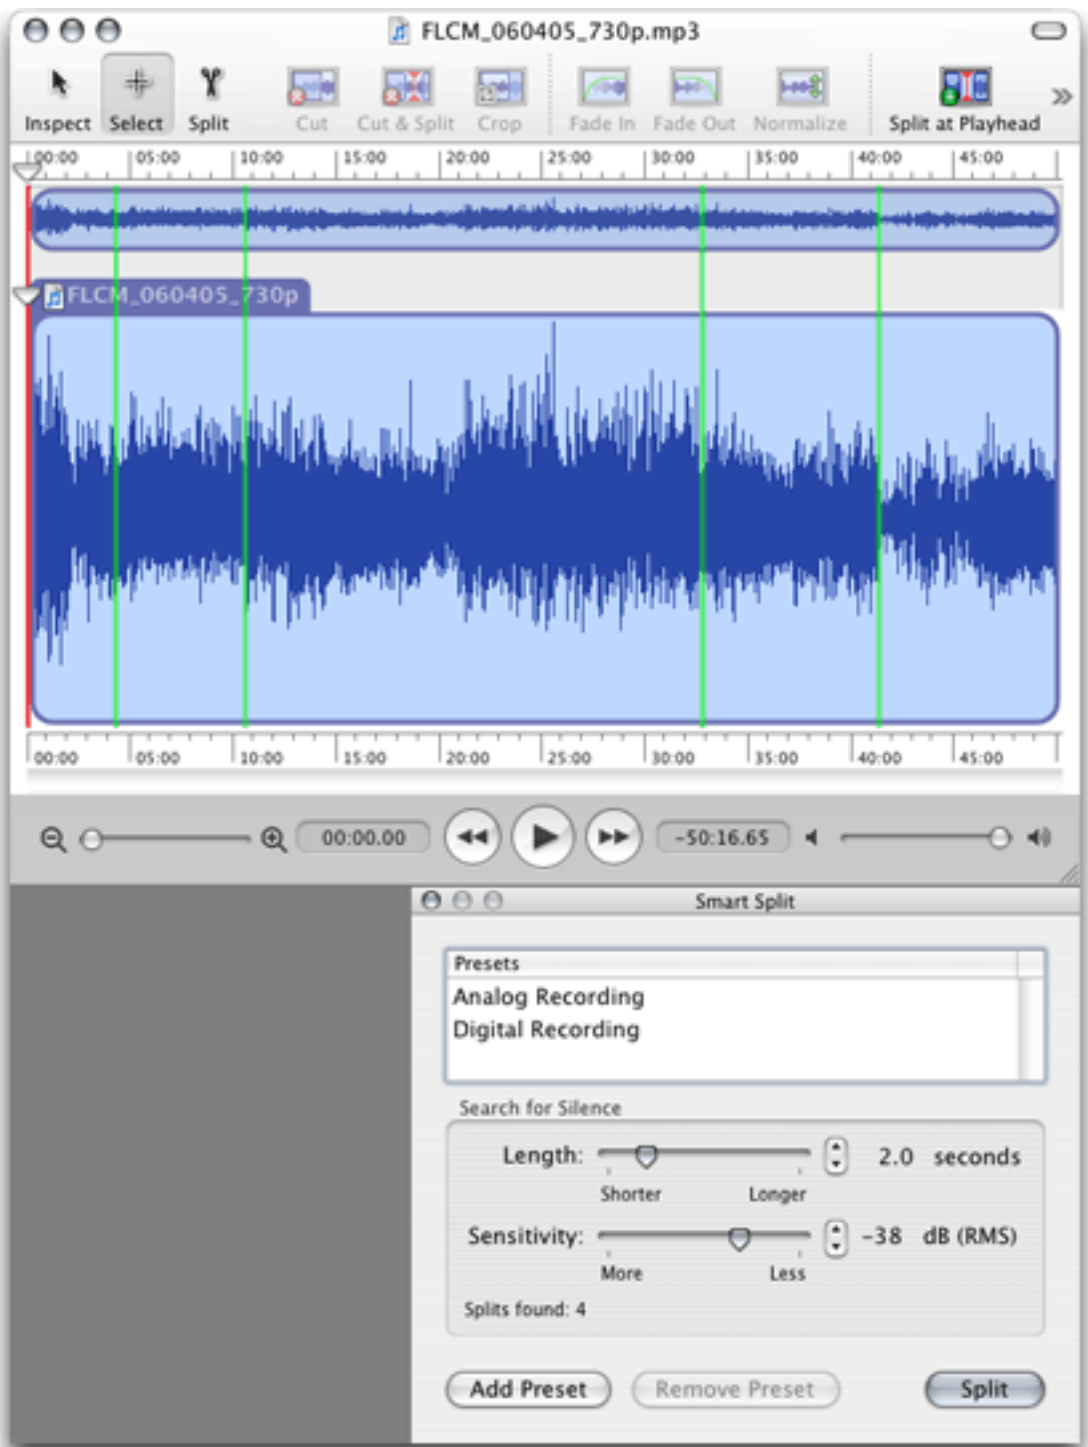 FLCM_060405_730p.mp3
Inspect Select Split Cut Cut & Split Crop Fade In Fade Out Normalize Split at Playhead »
00:00 05:00 10:00 15:00 20:00 25:00 30:00 35:00 40:00 45:00
FLCM_060405_730p
00:00 05:00 10:00 15:00 20:00 25:00 30:00 35:00 40:00 45:00
00:00.00 -50:16.65
Smart Split
Presets
Analog Recording
Digital Recording
Search for Silence
Length: 2.0 seconds
Shorter Longer
Sensitivity: -38 dB (RMS)
More Less
Splits found: 4
Add Preset Remove Preset Split